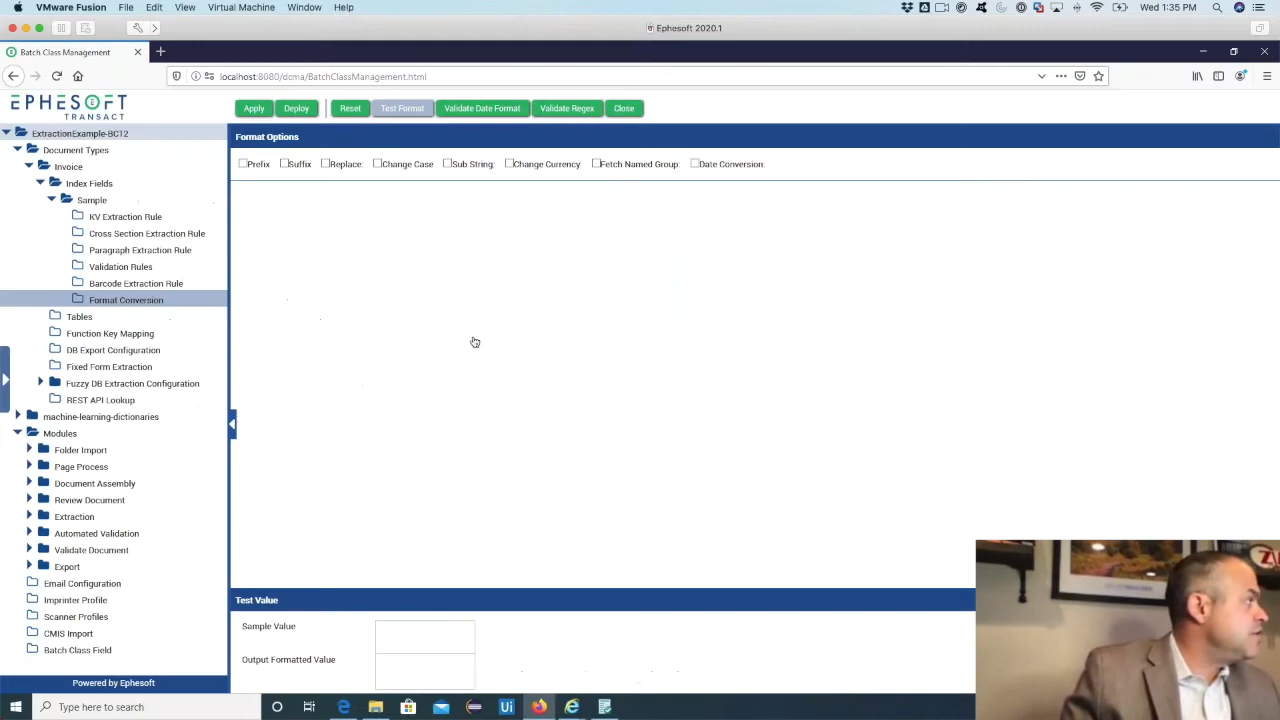 VMware Fusion File Edit View Virtual Machine Window Help
Wed 1:35 PM
Ephesoft 2020.1
Batch Class Management
localhost:8080/dcma/BatchClassManagement.html
EPHESOFT
TRANSACT
Apply Deploy Reset Test Format Validate Date Format Validate Regex Close
ExtractionExample-BC12
Document Types
Invoice
Index Fields
Sample
KV Extraction Rule
Cross Section Extraction Rule
Paragraph Extraction Rule
Validation Rules
Barcode Extraction Rule
Format Conversion
Tables
Function Key Mapping
DB Export Configuration
Fixed Form Extraction
Fuzzy DB Extraction Configuration
REST API Lookup
machine-learning-dictionaries
Modules
Folder Import
Page Process
Document Assembly
Review Document
Extraction
Automated Validation
Validate Document
Export
Email Configuration
Imprinter Profile
Scanner Profiles
CMIS Import
Batch Class Field
Powered by Ephesoft
Format Options
Prefix Suffix Replace: Change Case Sub String: Change Currency: Fetch Named Group: Date Conversion:
Test Value
Sample Value
Output Formatted Value
Type here to search
Ui